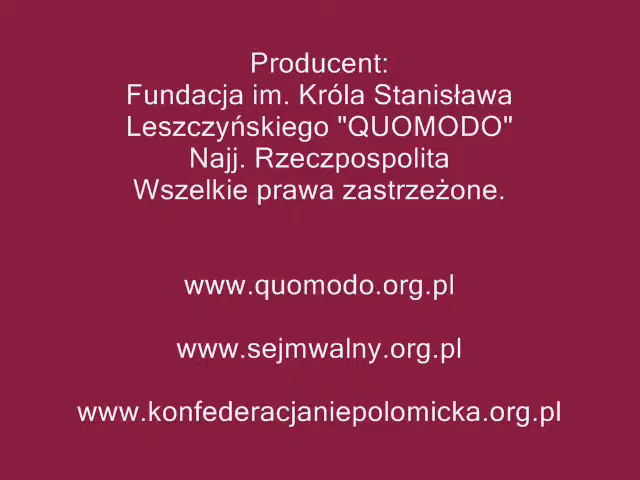 Producent:
Fundacja im. Króla Stanisława
Leszczyńskiego "QUOMODO"
Najj. Rzeczpospolita
Wszelkie prawa zastrzeżone.
www.quomodo.org.pl
www.sejmwalny.org.pl
www.konfederacjaniepolomicka.org.pl